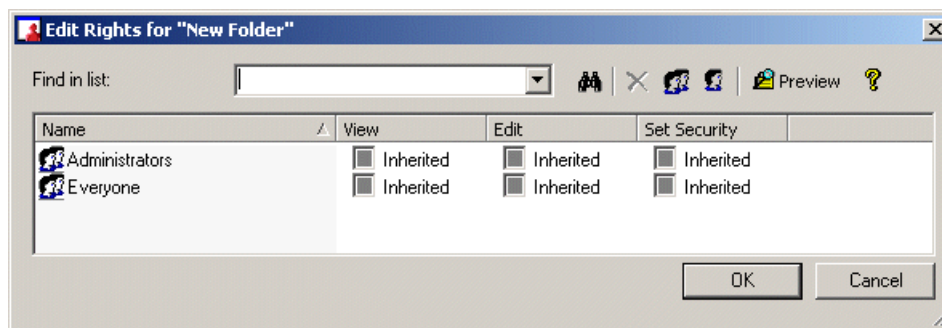 Edit Rights for "New Folder"
Find in list:
Preview
Name View Edit Set Security
Administrators Inherited Inherited Inherited
Everyone Inherited Inherited Inherited
OK Cancel